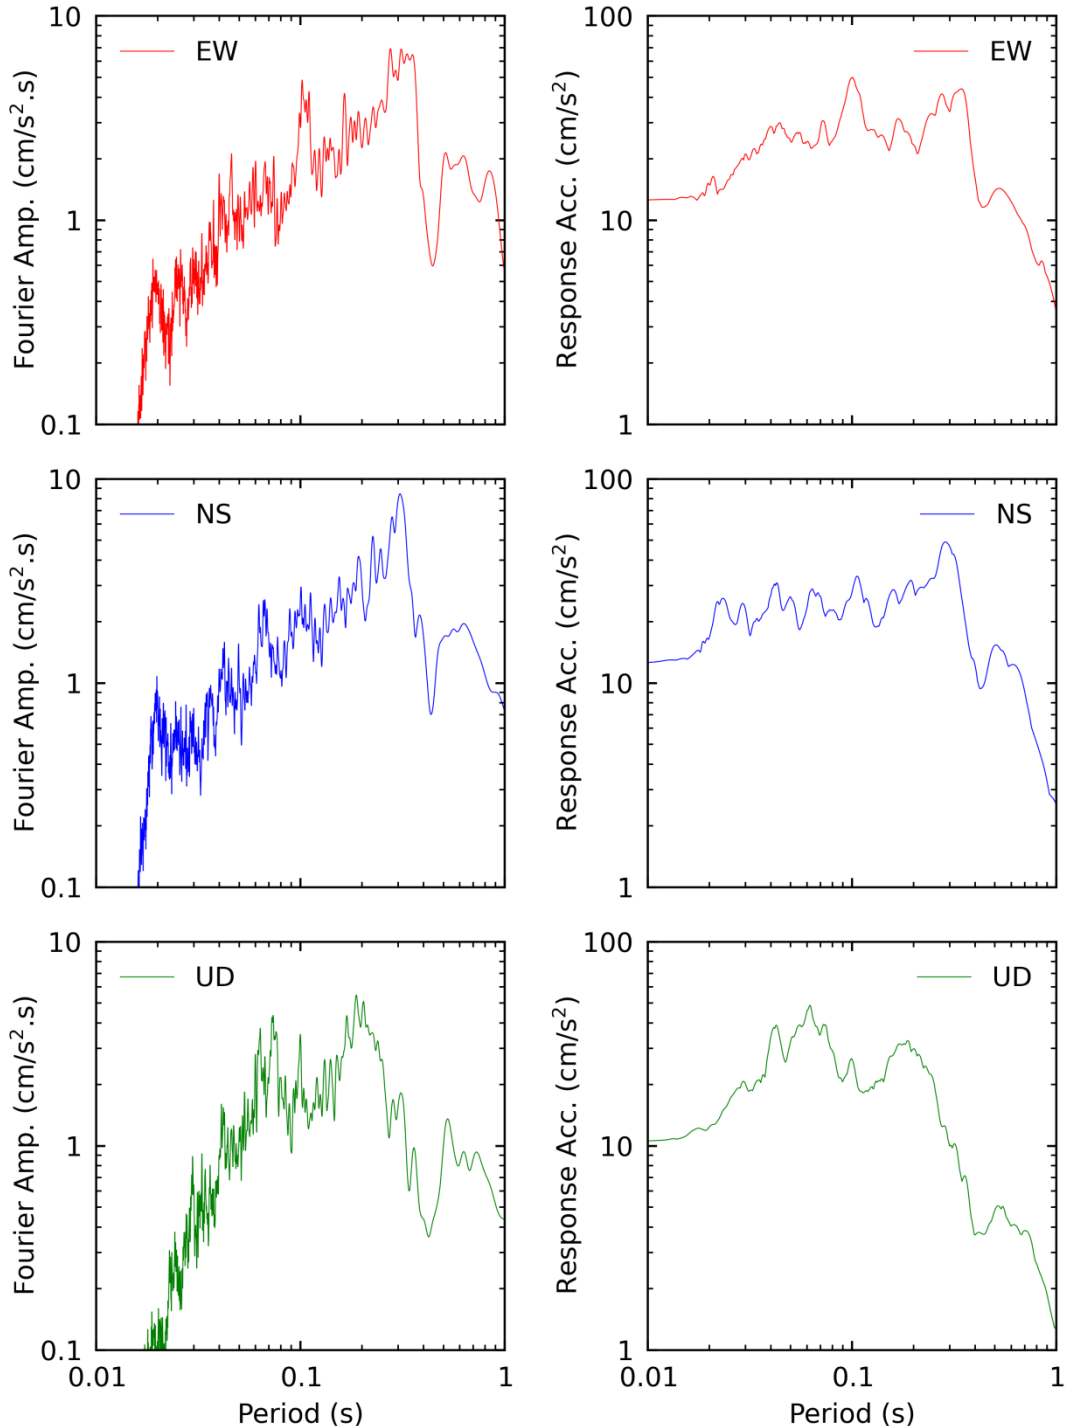 10
EW
1
0.1
Fourier Amp. (cm/s².s)
100
EW
10
1
Response Acc. (cm/s²)
10
NS
1
0.1
Fourier Amp. (cm/s².s)
100
NS
10
1
Response Acc. (cm/s²)
10
UD
1
0.1
Fourier Amp. (cm/s².s)
0.01
0.1
1
Period (s)
100
UD
10
1
Response Acc. (cm/s²)
0.01
0.1
1
Period (s)